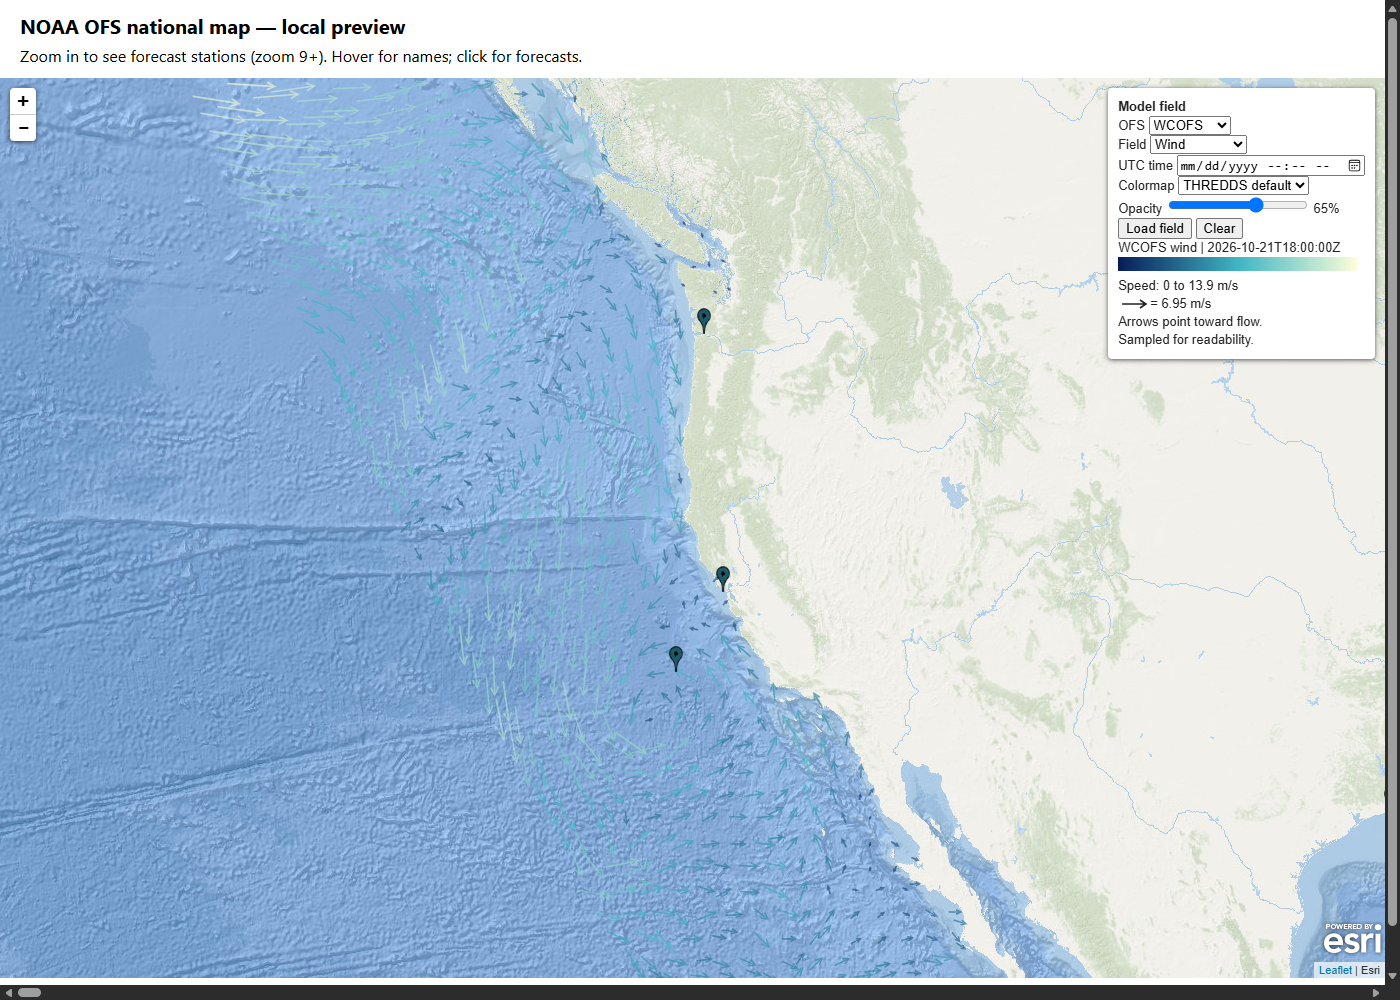 NOAA OFS national map — local preview
Zoom in to see forecast stations (zoom 9+). Hover for names; click for forecasts.
+
−
Model field
OFS WCOFS
Field Wind
UTC time mm/dd/yyyy --:-- --
Colormap THREDDS default
Opacity 65%
Load field Clear
WCOFS wind | 2026-10-21T18:00:00Z
Speed: 0 to 13.9 m/s
= 6.95 m/s
Arrows point toward flow.
Sampled for readability.
POWERED BY
esri
Leaflet | Esri